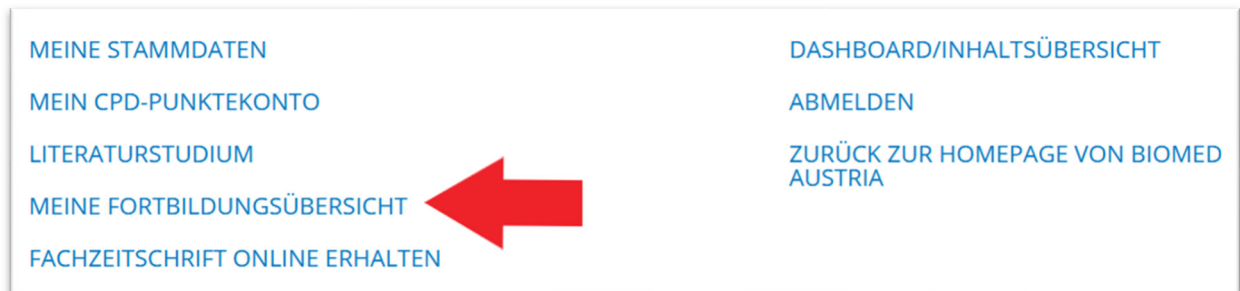 MEINE STAMMDATEN
MEIN CPD-PUNKTEKONTO
LITERATURSTUDIUM
MEINE FORTBILDUNGSÜBERSICHT
FACHZEITSCHRIFT ONLINE ERHALTEN
DASHBOARD/INHALTSÜBERSICHT
ABMELDEN
ZURÜCK ZUR HOMEPAGE VON BIOMED
AUSTRIA